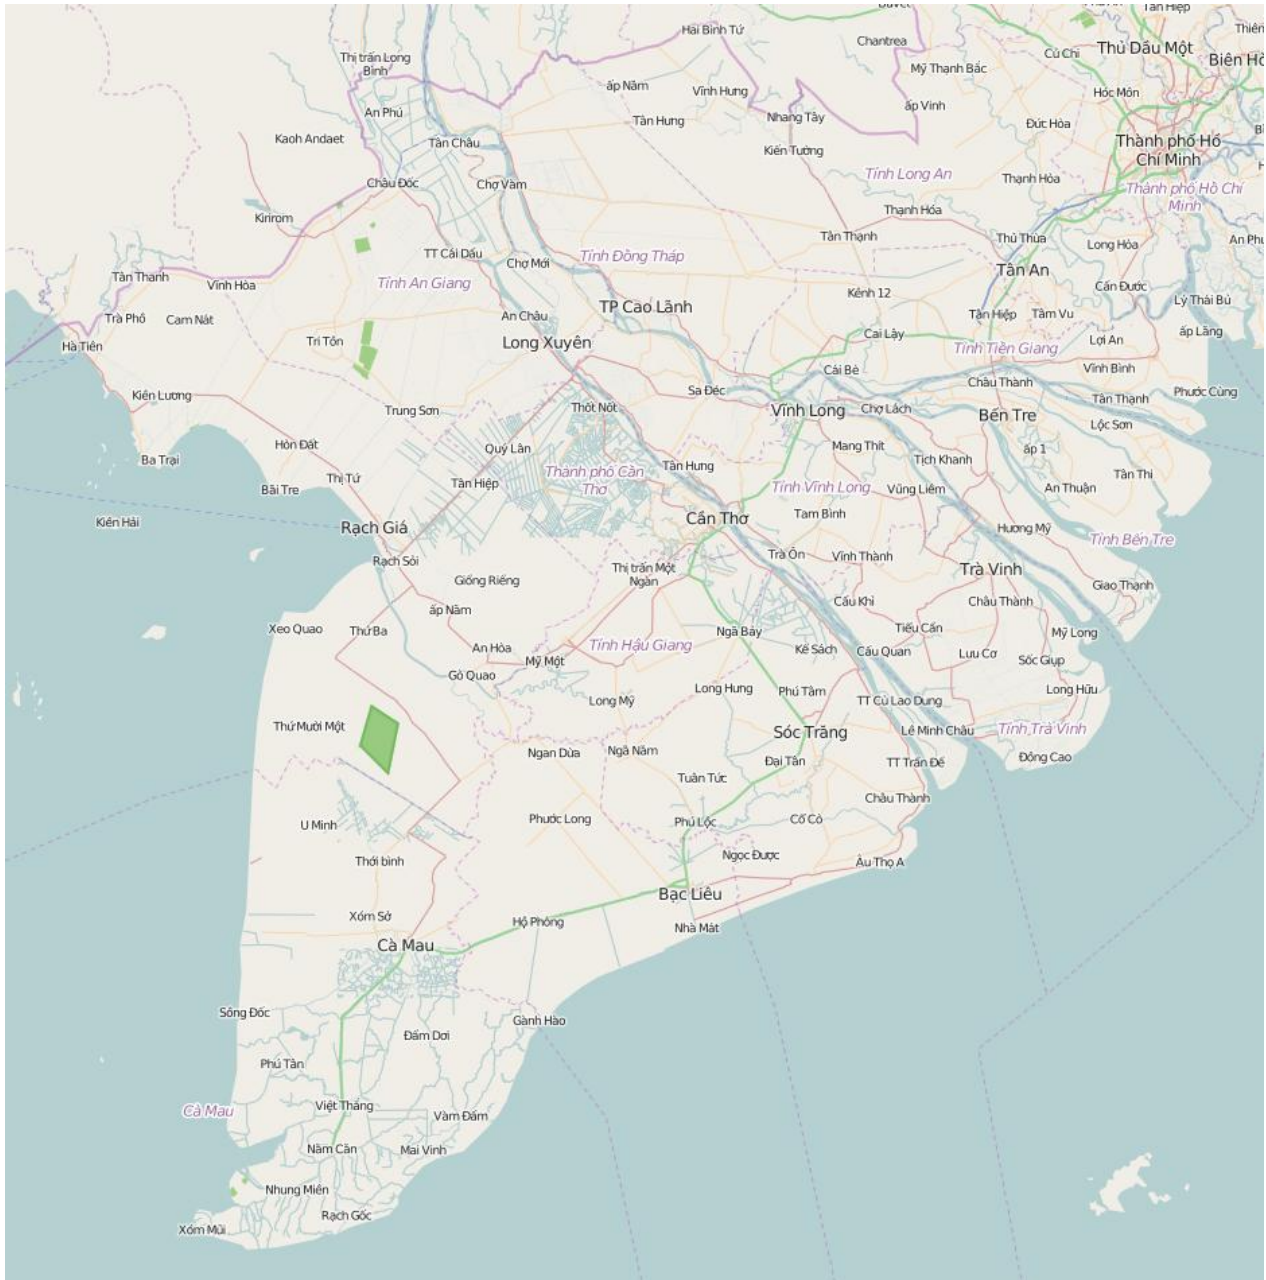 Tân Hiệp
Hai Bình Tứ
Thiên
Chantrea
Thủ Dầu Một
Củ Chi
Thị trấn Long
Bình
Biên Hò
Mỹ Thạnh Bắc
ấp Năm
Vĩnh Hưng
Hóc Môn
ấp Vinh
An Phú
Nhang Tây
Tân Hưng
Đức Hòa
Kaoh Andaet
Tân Châu
Thành phố Hồ
Chí Minh
Kiến Tường
Tỉnh Long An
Thạnh Hòa
Châu Đốc
Chợ Vàm
Thành phố Hồ Chí
Minh
Thạnh Hóa
Kirirom
Tân Thạnh
Thủ Thừa
Long Hòa
An Phú
TT Cái Dầu
Chợ Mới
Tỉnh Đồng Tháp
Tân An
Tân Thanh
Vĩnh Hòa
Tỉnh An Giang
Cần Đước
Kênh 12
Lý Thái Bủ
TP Cao Lãnh
Tân Hiệp
Tầm Vu
Trà Phô
Cam Nát
An Châu
ấp Láng
Cai Lậy
Lợi An
Hà Tiên
Tri Tôn
Long Xuyên
Tỉnh Tiền Giang
Cái Bè
Vĩnh Bình
Châu Thành
Sa Đéc
Phước Cùng
Kiên Lương
Tân Thạnh
Trung Sơn
Thốt Nốt
Vĩnh Long
Chợ Lách
Bến Tre
Lộc Sơn
Hòn Đất
Quý Lân
Mang Thít
ấp 1
Ba Trại
Tịch Khanh
Tân Hưng
Thành phố Cần
Thơ
Tân Thi
Thị Tứ
Tân Hiệp
Bãi Tre
Tỉnh Vĩnh Long
Vũng Liêm
An Thuận
Kiên Hải
Rạch Giá
Cần Thơ
Tam Bình
Hương Mỹ
Tỉnh Bến Tre
Rạch Sỏi
Trà Ôn
Vĩnh Thành
Thị trấn Một
Ngàn
Trà Vinh
Giồng Riềng
Giao Thạnh
ấp Năm
Cầu Khỉ
Châu Thành
Xeo Quao
Thứ Ba
Ngã Bảy
Tiểu Cần
Mỹ Long
An Hòa
Tỉnh Hậu Giang
Kế Sách
Cầu Quan
Lưu Cơ
Sóc Giụp
Mỹ Một
Gò Quao
Long Hưng
Phú Tâm
Long Hữu
Long Mỹ
TT Cù Lao Dung
Thứ Mười Một
Sóc Trăng
Lê Minh Châu
Tỉnh Trà Vinh
Ngan Dừa
Ngã Năm
Đông Cao
Đại Tân
TT Trần Đề
Tuân Tức
Châu Thành
U Minh
Phước Long
Phú Lộc
Cổ Cò
Thới bình
Ngọc Được
Âu Thọ A
Bạc Liêu
Xóm Sở
Hộ Phòng
Nhà Mát
Cà Mau
Sông Đốc
Gành Hào
Đầm Dơi
Phú Tân
Cà Mau
Việt Thắng
Vàm Đầm
Năm Căn
Mai Vinh
Nhưng Miên
Rạch Gốc
Xóm Mũi